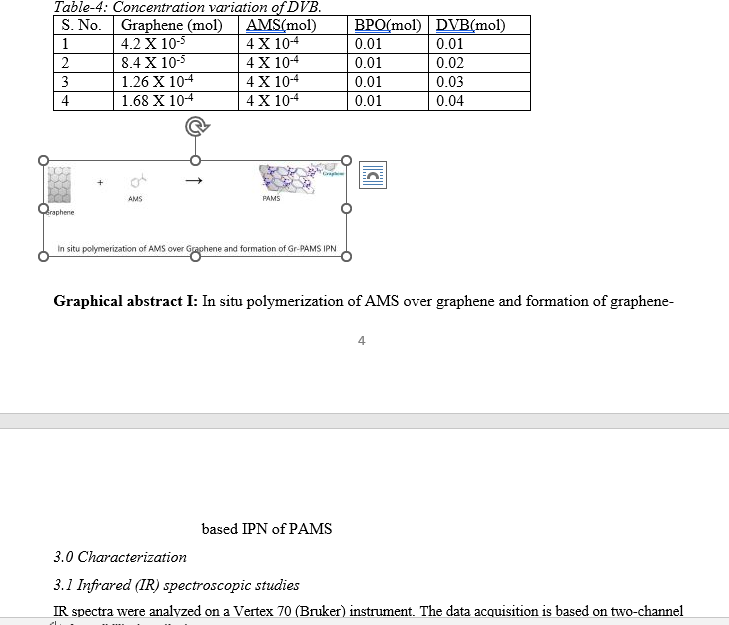 Table-4: Concentration variation of DVB.
S. No. Graphene (mol) AMS(mol) BPO(mol) DVB(mol)
1 4.2 X 10-5 4 X 10-4 0.01 0.01
2 8.4 X 10-5 4 X 10-4 0.01 0.02
3 1.26 X 10-4 4 X 10-4 0.01 0.03
4 1.68 X 10-4 4 X 10-4 0.01 0.04
Graphene
+
AMS PAMS
Graphene
In situ polymerization of AMS over Graphene and formation of Gr-PAMS IPN
Graphical abstract I: In situ polymerization of AMS over graphene and formation of graphene-
4
based IPN of PAMS
3.0 Characterization
3.1 Infrared (IR) spectroscopic studies
IR spectra were analyzed on a Vertex 70 (Bruker) instrument. The data acquisition is based on two-channel